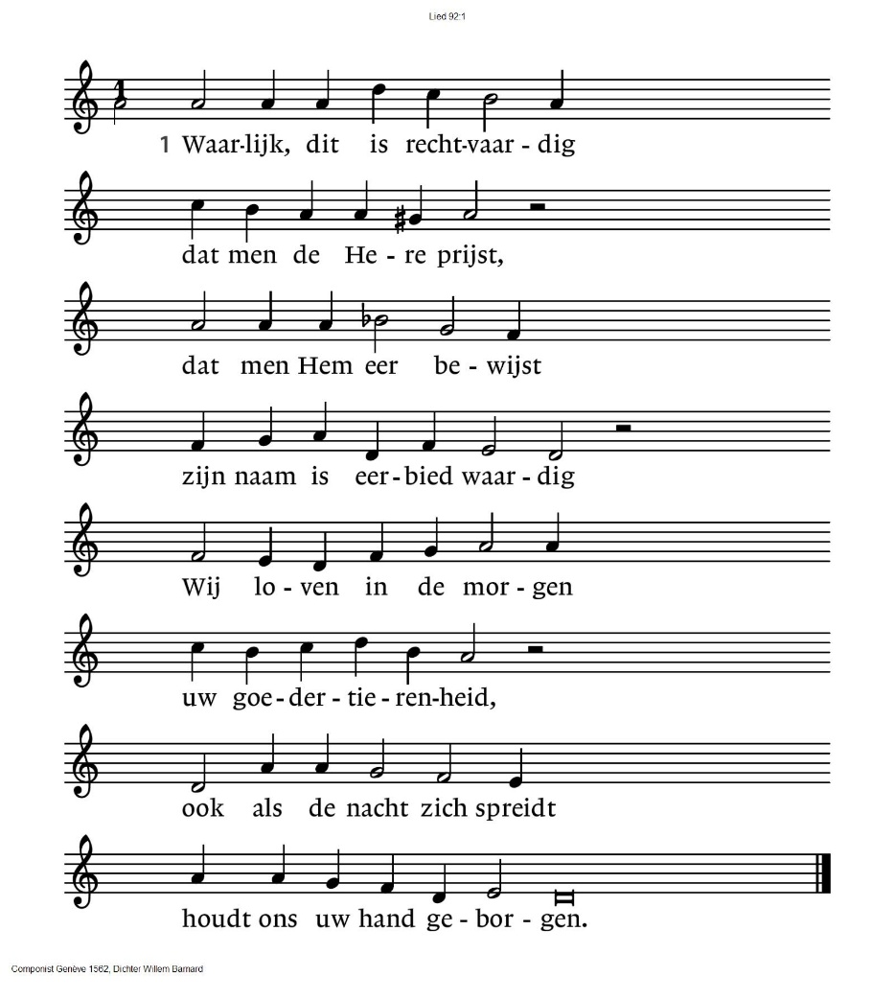 Lied 92:1
1
1 Waar-lijk, dit is recht-vaar - dig
dat men de He - re prijst,
dat men Hem eer be - wijst
zijn naam is eer - bied waar - dig
Wij lo - ven in de mor - gen
uw goe - der - tie - ren-heid,
ook als de nacht zich spreidt
houdt ons uw hand ge - bor - gen.
Componist Genève 1562, Dichter Willem Barnard